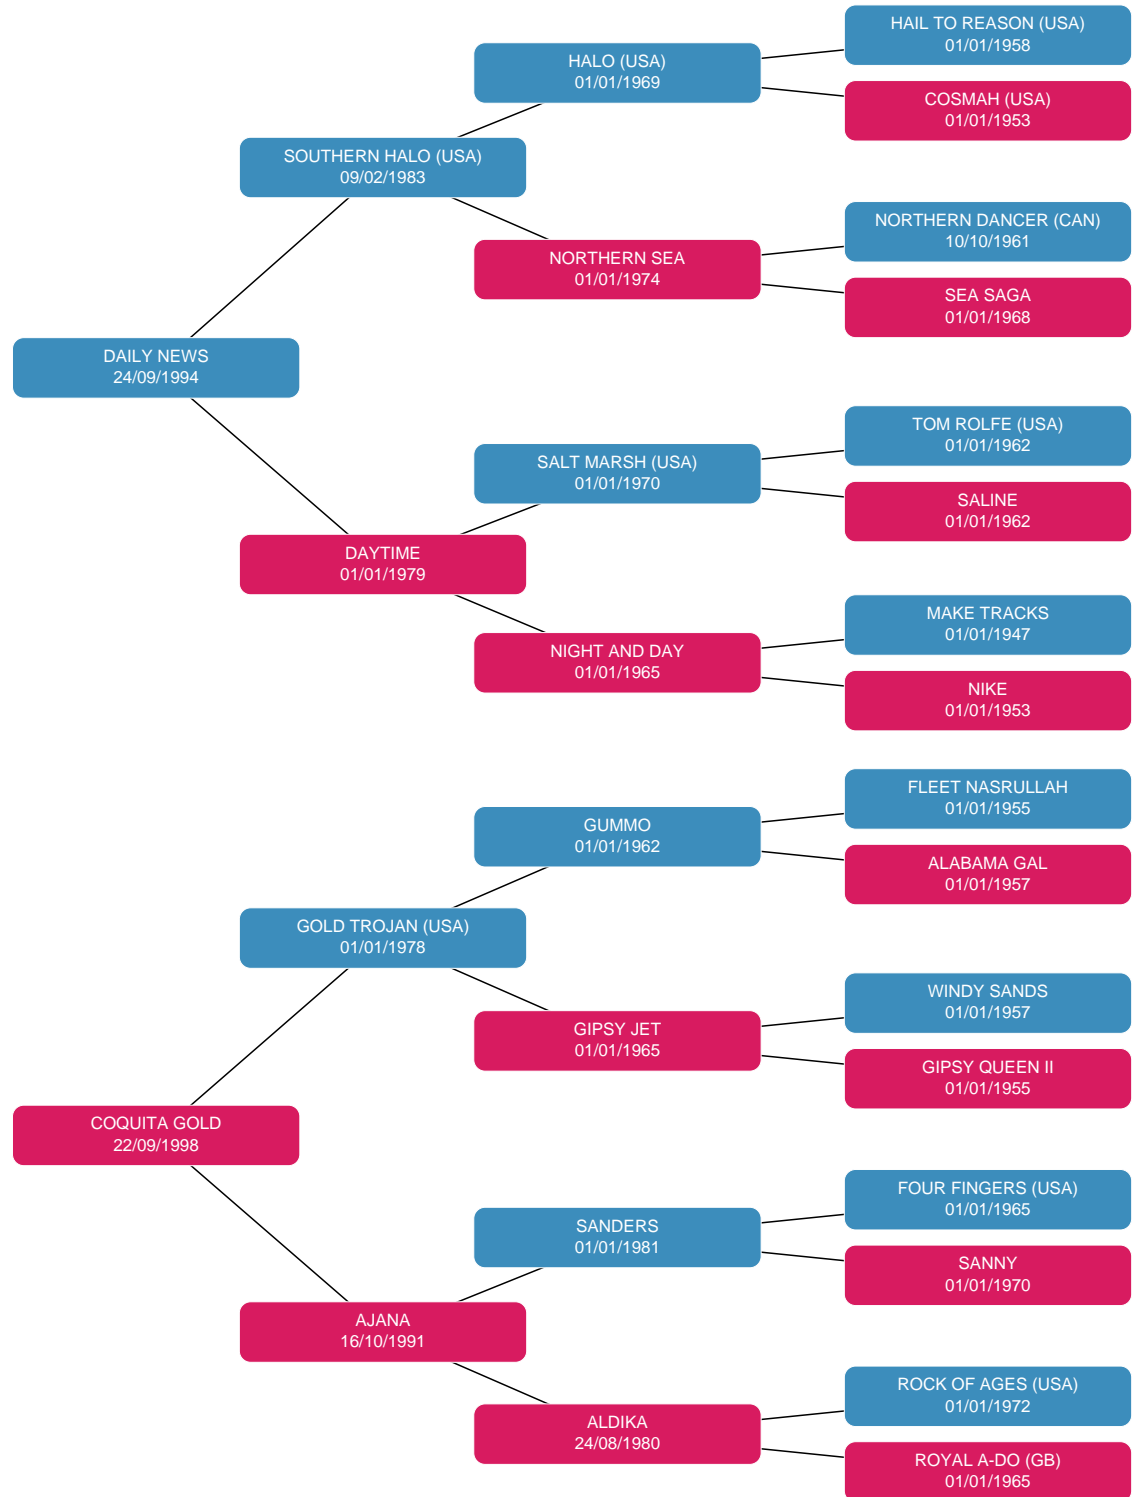 HAIL TO REASON (USA)
01/01/1958
HALO (USA)
01/01/1969
COSMAH (USA)
01/01/1953
SOUTHERN HALO (USA)
09/02/1983
NORTHERN DANCER (CAN)
10/10/1961
NORTHERN SEA
01/01/1974
SEA SAGA
01/01/1968
DAILY NEWS
24/09/1994
TOM ROLFE (USA)
01/01/1962
SALT MARSH (USA)
01/01/1970
SALINE
01/01/1962
DAYTIME
01/01/1979
MAKE TRACKS
01/01/1947
NIGHT AND DAY
01/01/1965
NIKE
01/01/1953
FLEET NASRULLAH
01/01/1955
GUMMO
01/01/1962
ALABAMA GAL
01/01/1957
GOLD TROJAN (USA)
01/01/1978
WINDY SANDS
01/01/1957
GIPSY JET
01/01/1965
GIPSY QUEEN II
01/01/1955
COQUITA GOLD
22/09/1998
FOUR FINGERS (USA)
01/01/1965
SANDERS
01/01/1981
SANNY
01/01/1970
AJANA
16/10/1991
ROCK OF AGES (USA)
01/01/1972
ALDIKA
24/08/1980
ROYAL A-DO (GB)
01/01/1965